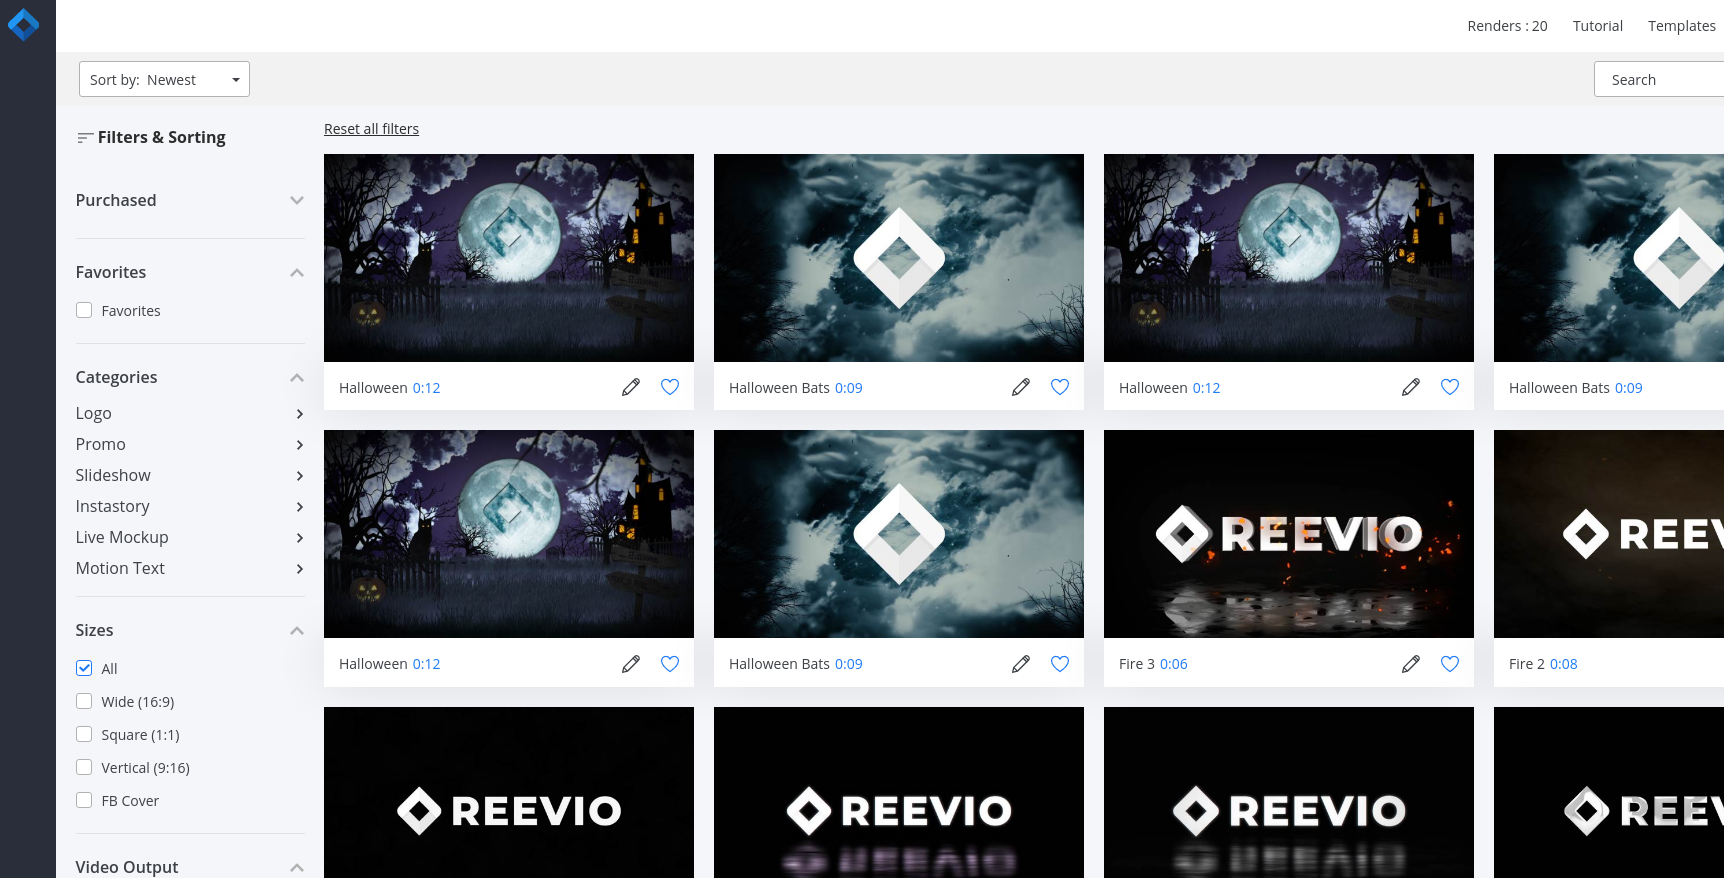 Renders : 20 Tutorial Templates
Sort by: Newest
Search
Filters & Sorting
Reset all filters
Purchased
Favorites
Favorites
Categories
Logo
Promo
Slideshow
Instastory
Live Mockup
Motion Text
Sizes
All
Wide (16:9)
Square (1:1)
Vertical (9:16)
FB Cover
Video Output
Halloween 0:12
Halloween Bats 0:09
Halloween 0:12
Halloween Bats 0:09
REEVIO
REEV
Halloween 0:12
Halloween Bats 0:09
Fire 3 0:06
Fire 2 0:08
REEVIO
REEVIO
REEVIO
REEV